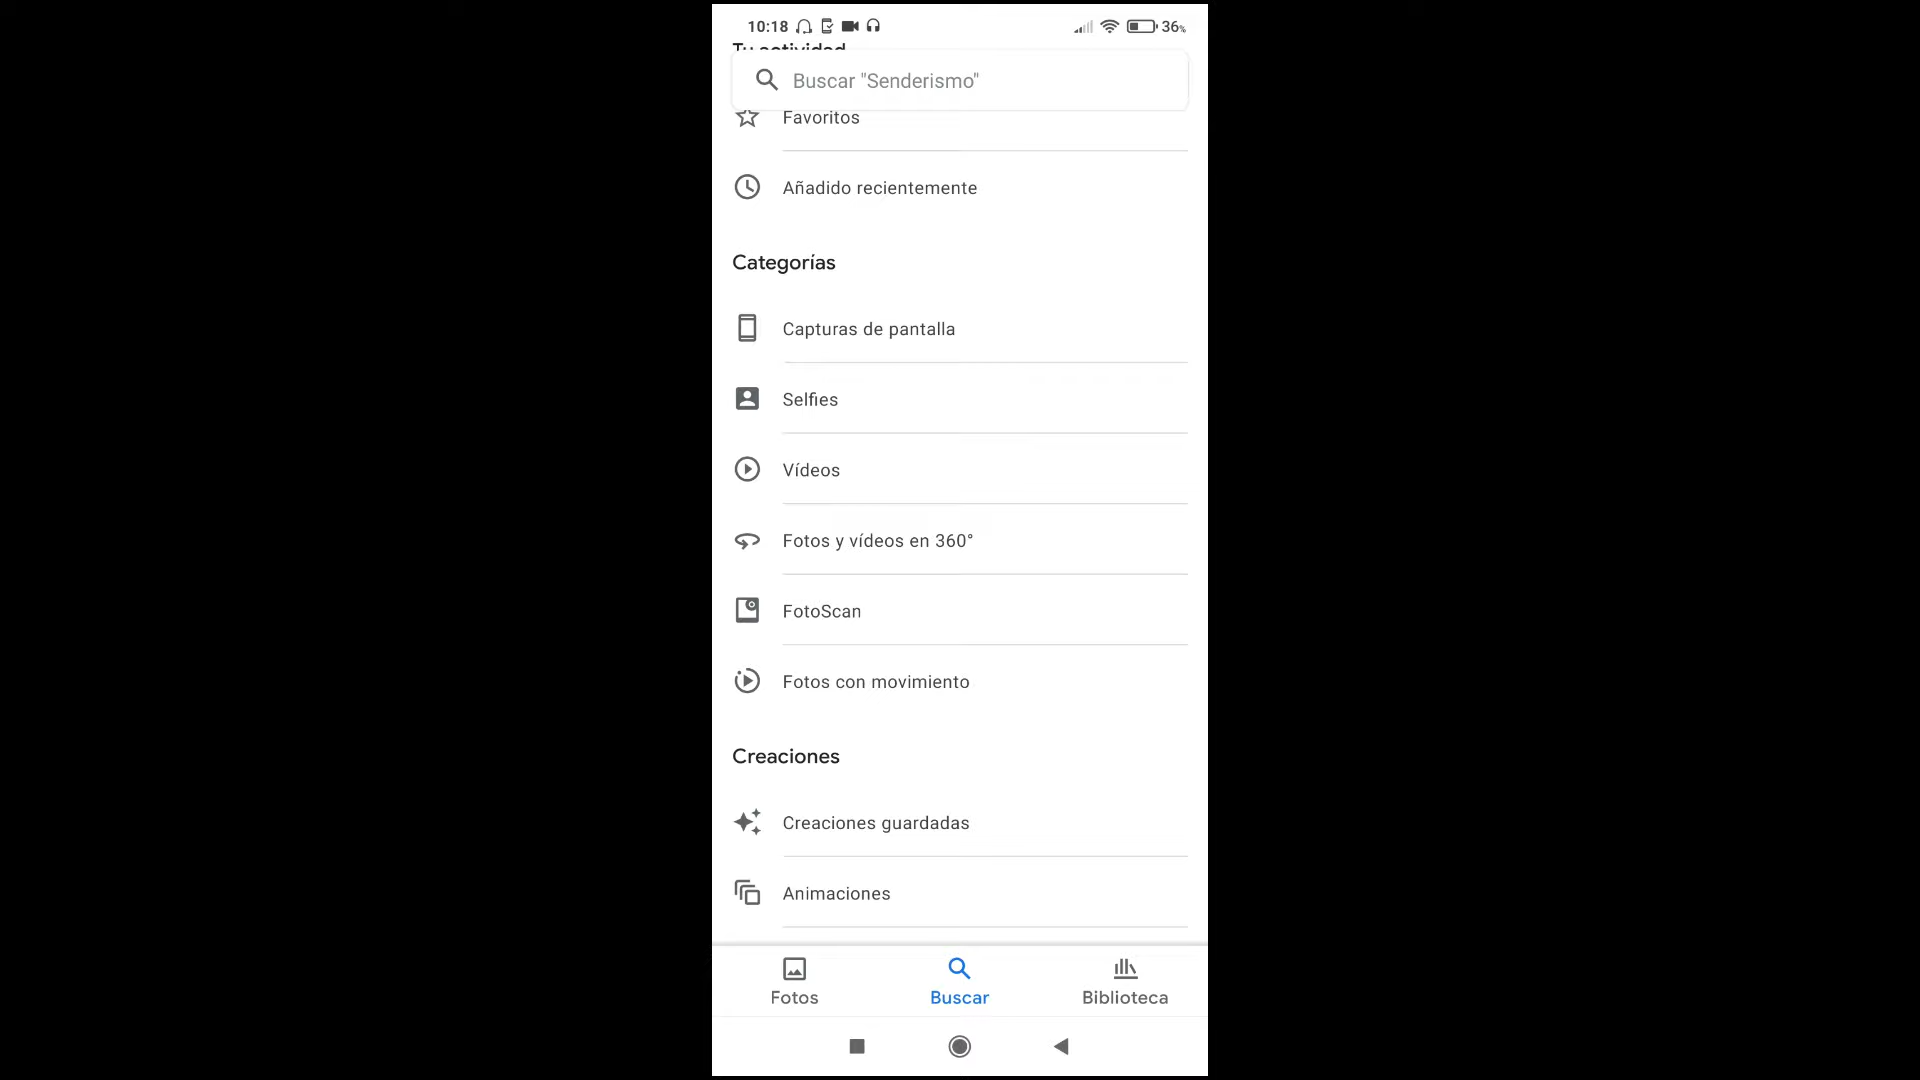 10:18
36%
Tu actividad
Buscar "Senderismo"
Favoritos
Añadido recientemente
Categorías
Capturas de pantalla
Selfies
Vídeos
Fotos y vídeos en 360°
FotoScan
Fotos con movimiento
Creaciones
Creaciones guardadas
Animaciones
Fotos
Buscar
Biblioteca